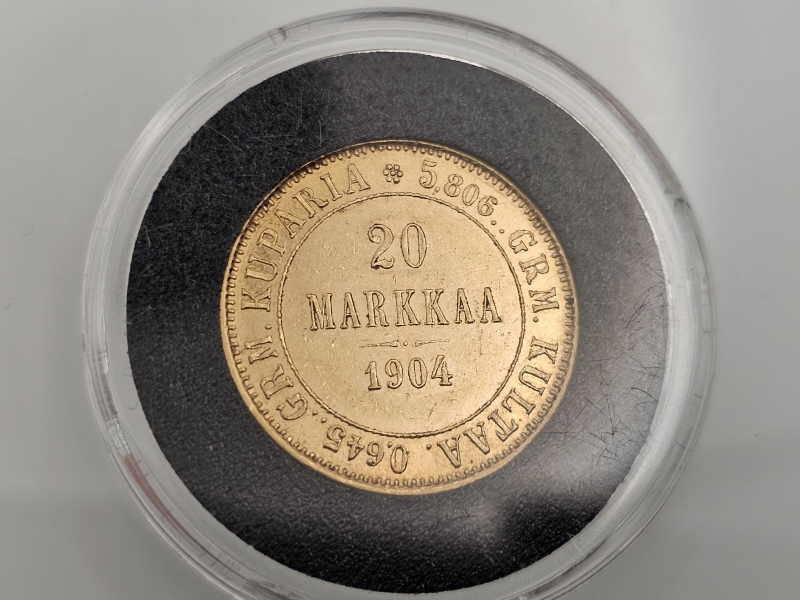 5,806.. GRM. KULTAA. 0,645.. GRM. KUPARIA
20
MARKKAA
1904